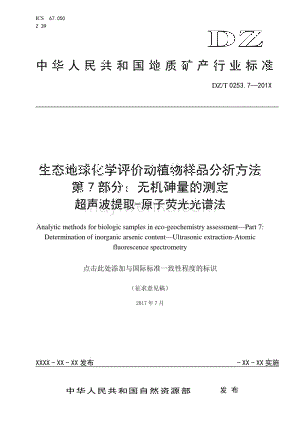 ICS 67.050
Z 39
DZ
中华人民共和国地质矿产行业标准
DZ/T 0253.7—201X
生态地球化学评价动植物样品分析方法
第7部分：无机砷量的测定
超声波提取-原子荧光光谱法
Analytic methods for biologic samples in eco-geochemistry assessment—Part 7:
Determination of inorganic arsenic content—Ultrasonic extraction-Atomic
fluorescence spectrometry
点击此处添加与国际标准一致性程度的标识
（征求意见稿）
2017年7月
XXXX-XX-XX 发布
-XX-XX 实施
中华人民共和国自然资源部 发布